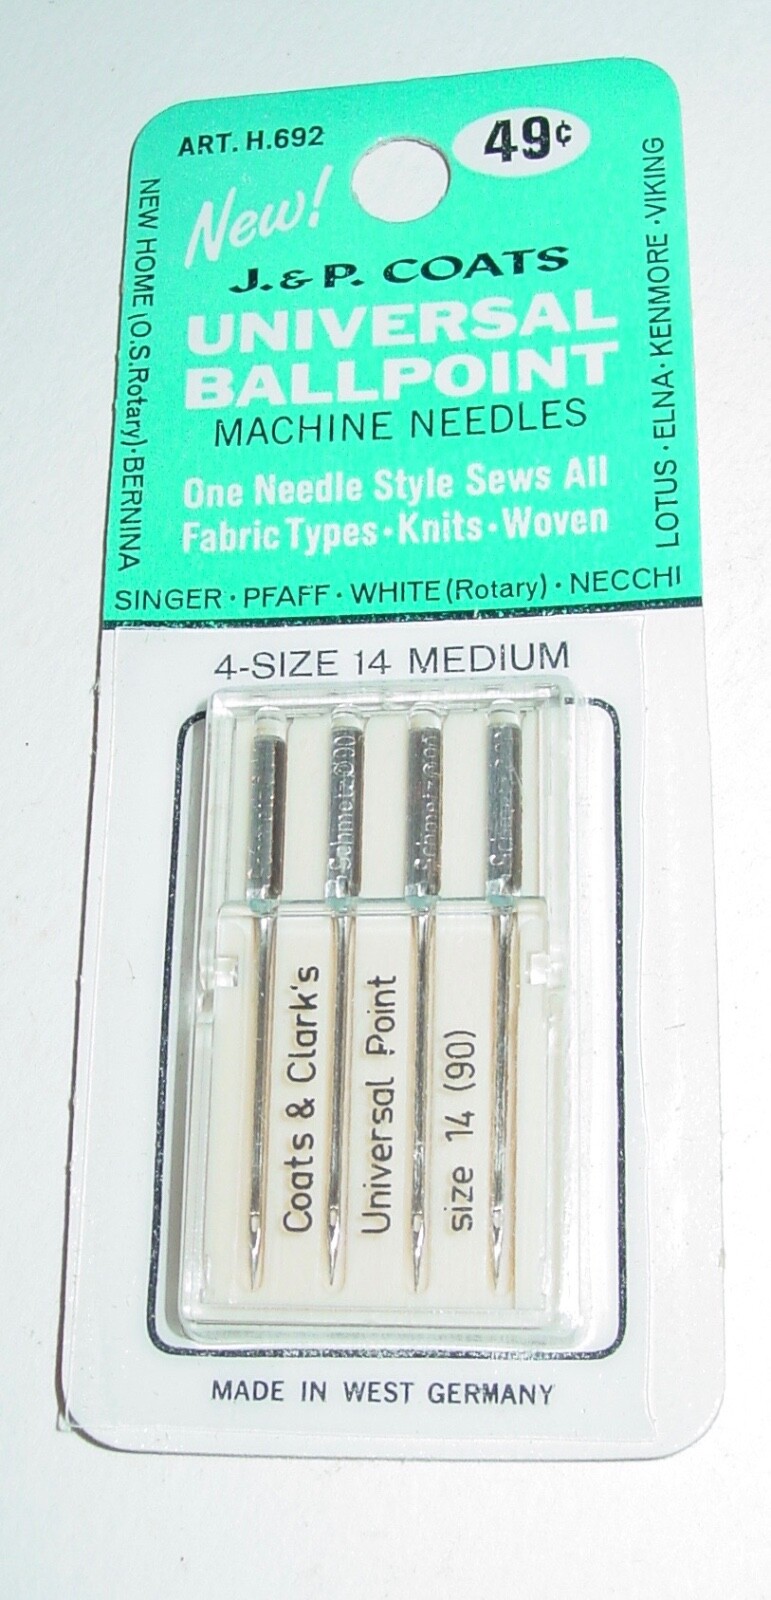 ART. H.692
49¢
New!
J. & P. COATS
UNIVERSAL
BALLPOINT
MACHINE NEEDLES
One Needle Style Sews All
Fabric Types · Knits · Woven
NEW HOME (O.S.Rotary) · BERNINA
SINGER · PFAFF · WHITE (Rotary) · NECCHI
LOTUS · ELNA · KENMORE · VIKING
4-SIZE 14 MEDIUM
Schmetz
Schmetz
Coats & Clark's
Universal Point
size 14 (90)
MADE IN WEST GERMANY